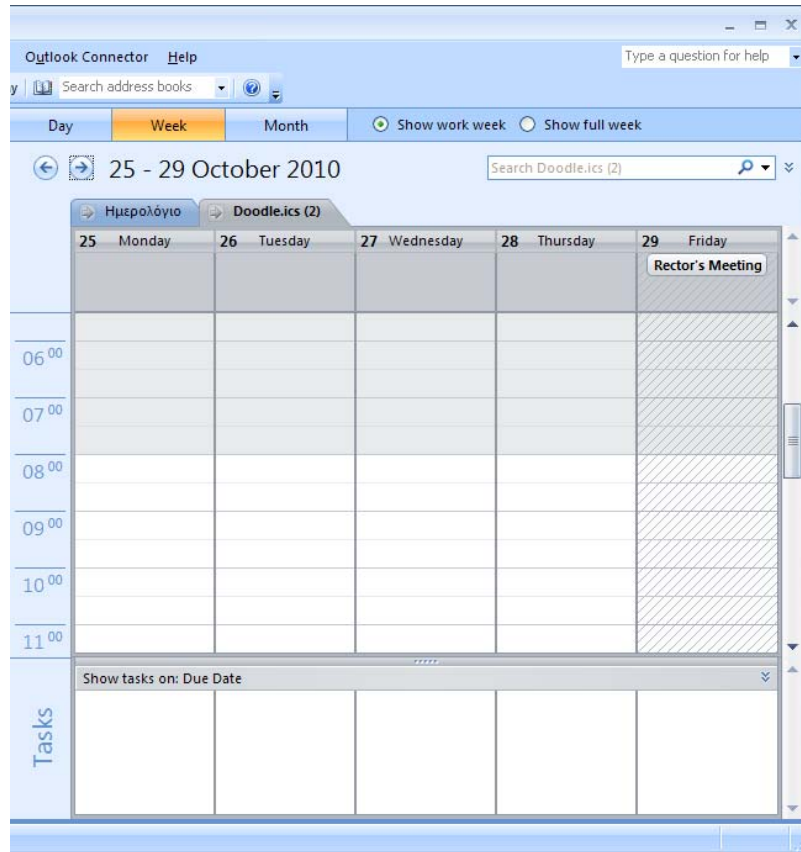 Outlook Connector Help Type a question for help
y Search address books
Day Week Month Show work week Show full week
25 - 29 October 2010 Search Doodle.ics (2)
Ημερολόγιο Doodle.ics (2)
25 Monday 26 Tuesday 27 Wednesday 28 Thursday 29 Friday
Rector's Meeting
06 00
07 00
08 00
09 00
10 00
11 00
Show tasks on: Due Date
Tasks